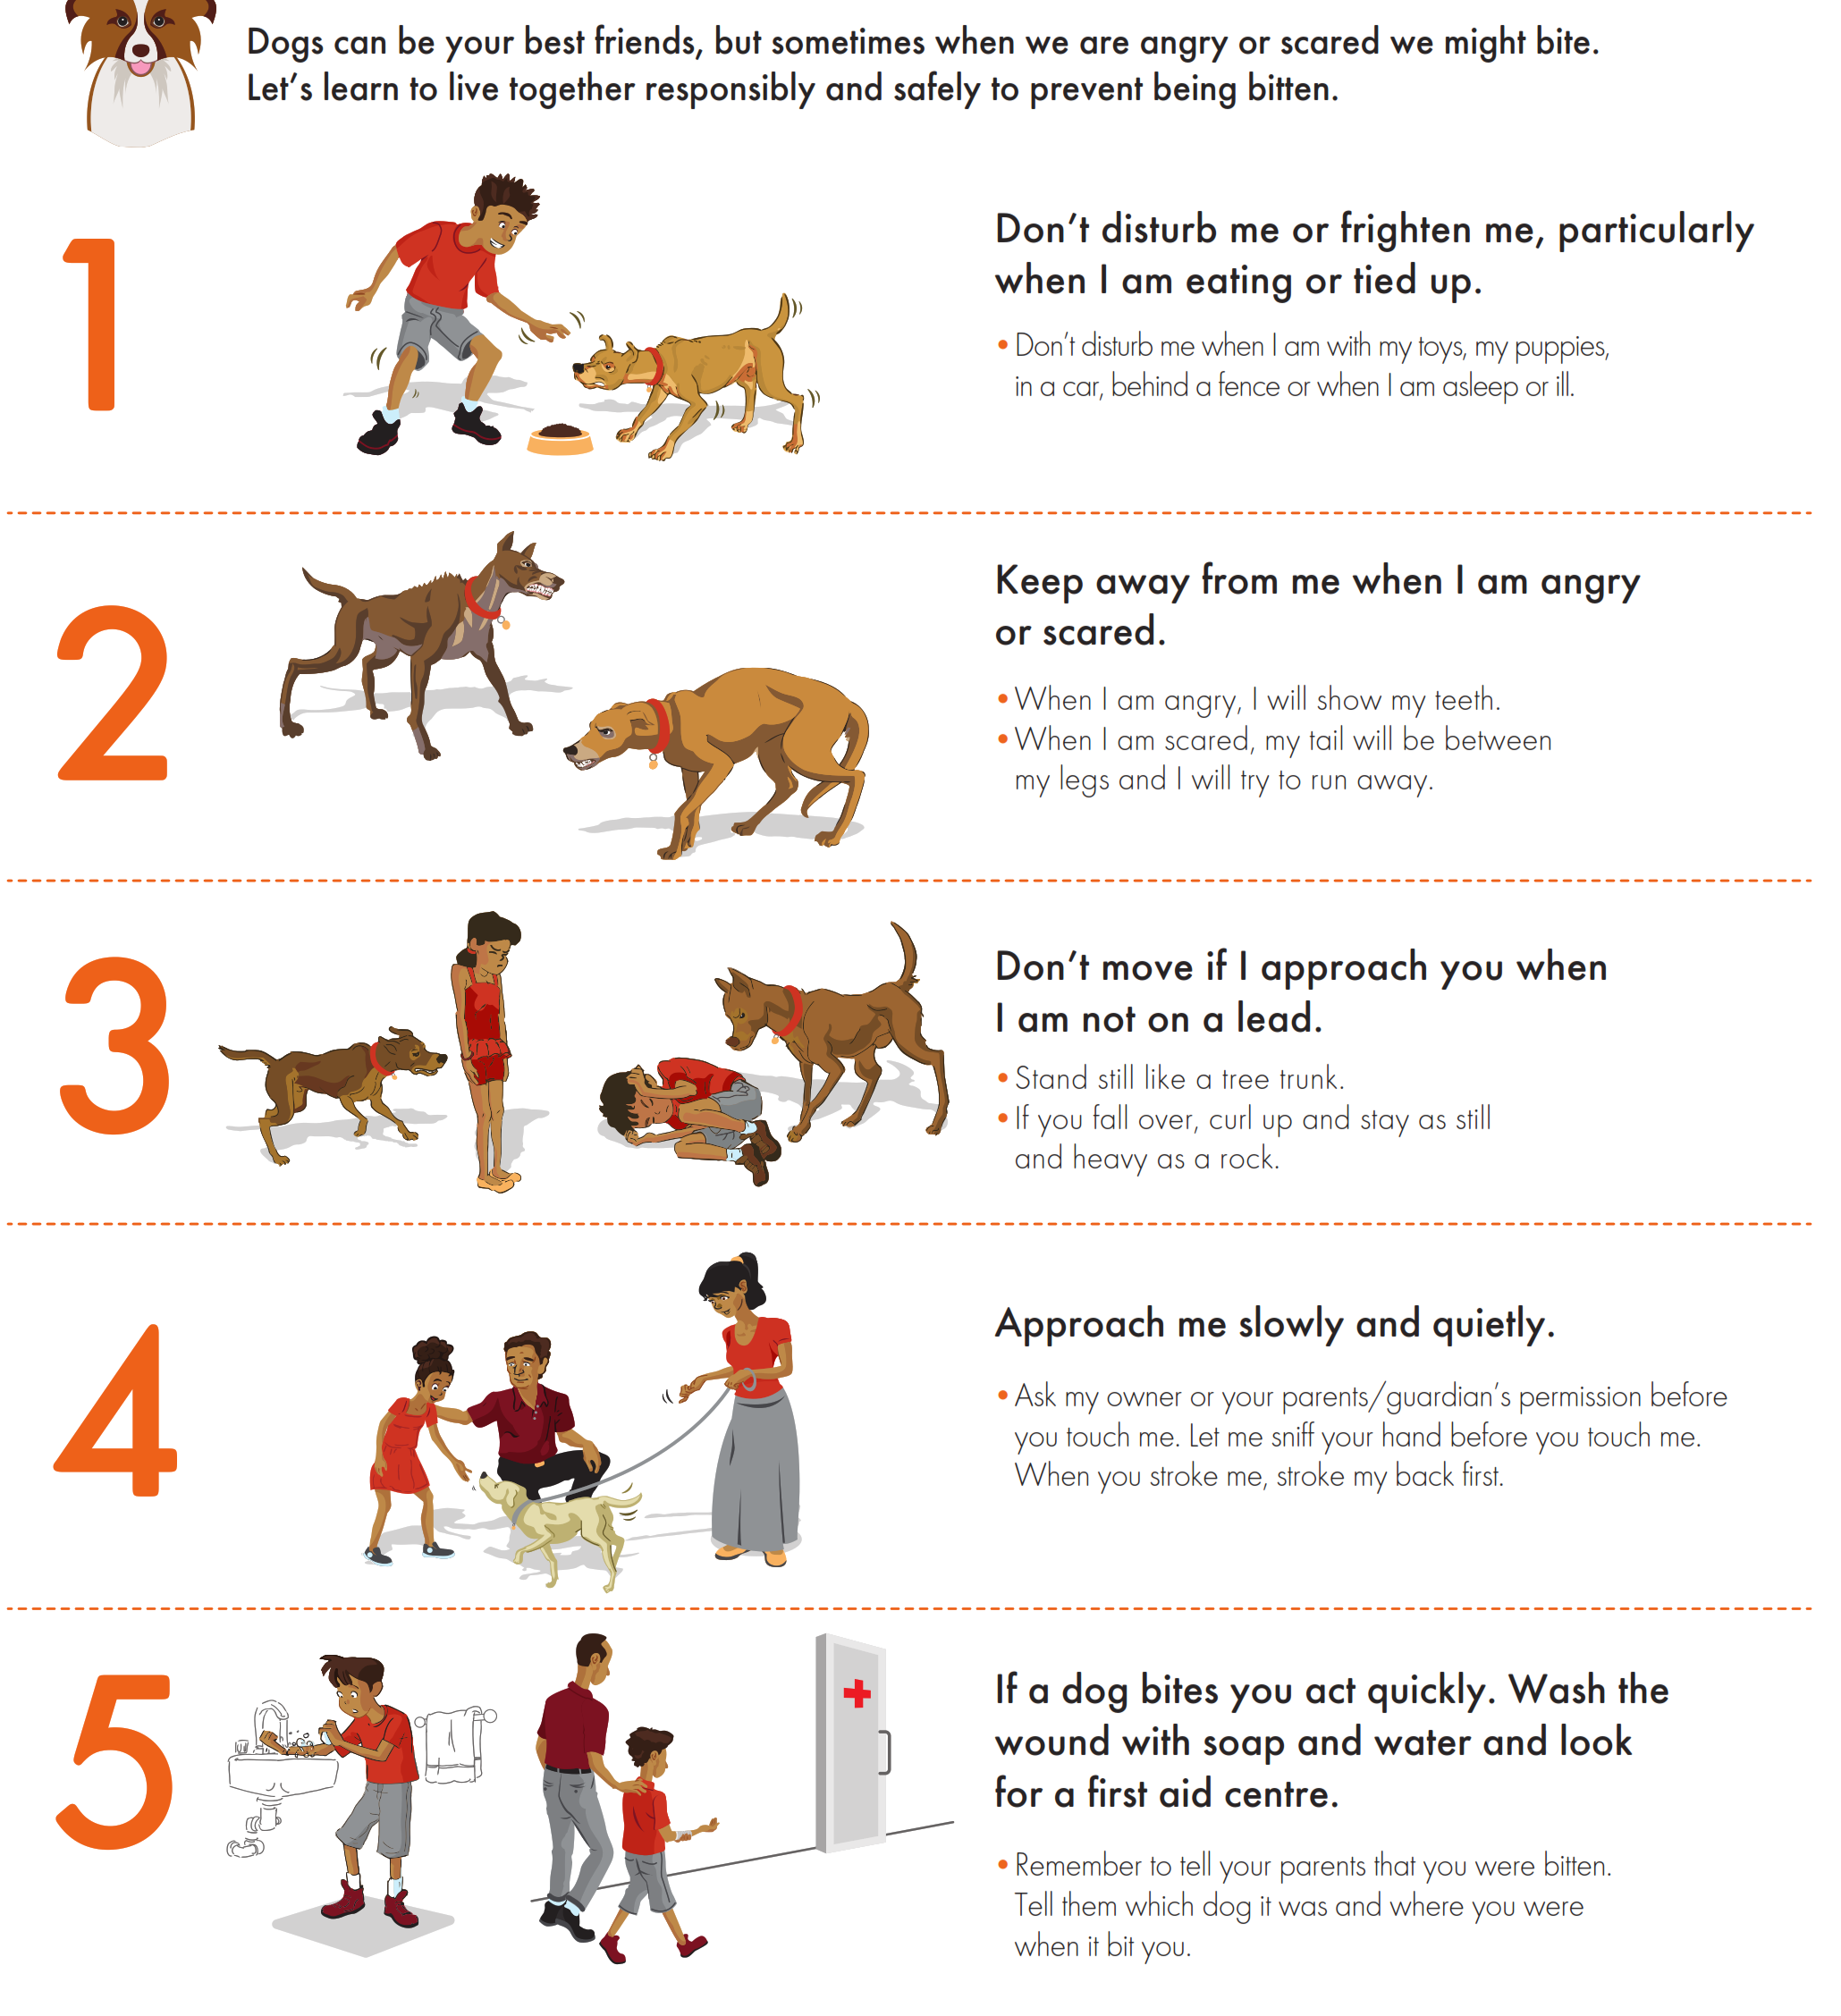 Dogs can be your best friends, but sometimes when we are angry or scared we might bite.
Let's learn to live together responsibly and safely to prevent being bitten.
1
Don't disturb me or frighten me, particularly
when I am eating or tied up.
• Don't disturb me when I am with my toys, my puppies,
in a car, behind a fence or when I am asleep or ill.
2
Keep away from me when I am angry
or scared.
• When I am angry, I will show my teeth.
• When I am scared, my tail will be between
my legs and I will try to run away.
3
Don't move if I approach you when
I am not on a lead.
• Stand still like a tree trunk.
• If you fall over, curl up and stay as still
and heavy as a rock.
4
Approach me slowly and quietly.
• Ask my owner or your parents/guardian's permission before
you touch me. Let me sniff your hand before you touch me.
When you stroke me, stroke my back first.
5
If a dog bites you act quickly. Wash the
wound with soap and water and look
for a first aid centre.
• Remember to tell your parents that you were bitten.
Tell them which dog it was and where you were
when it bit you.